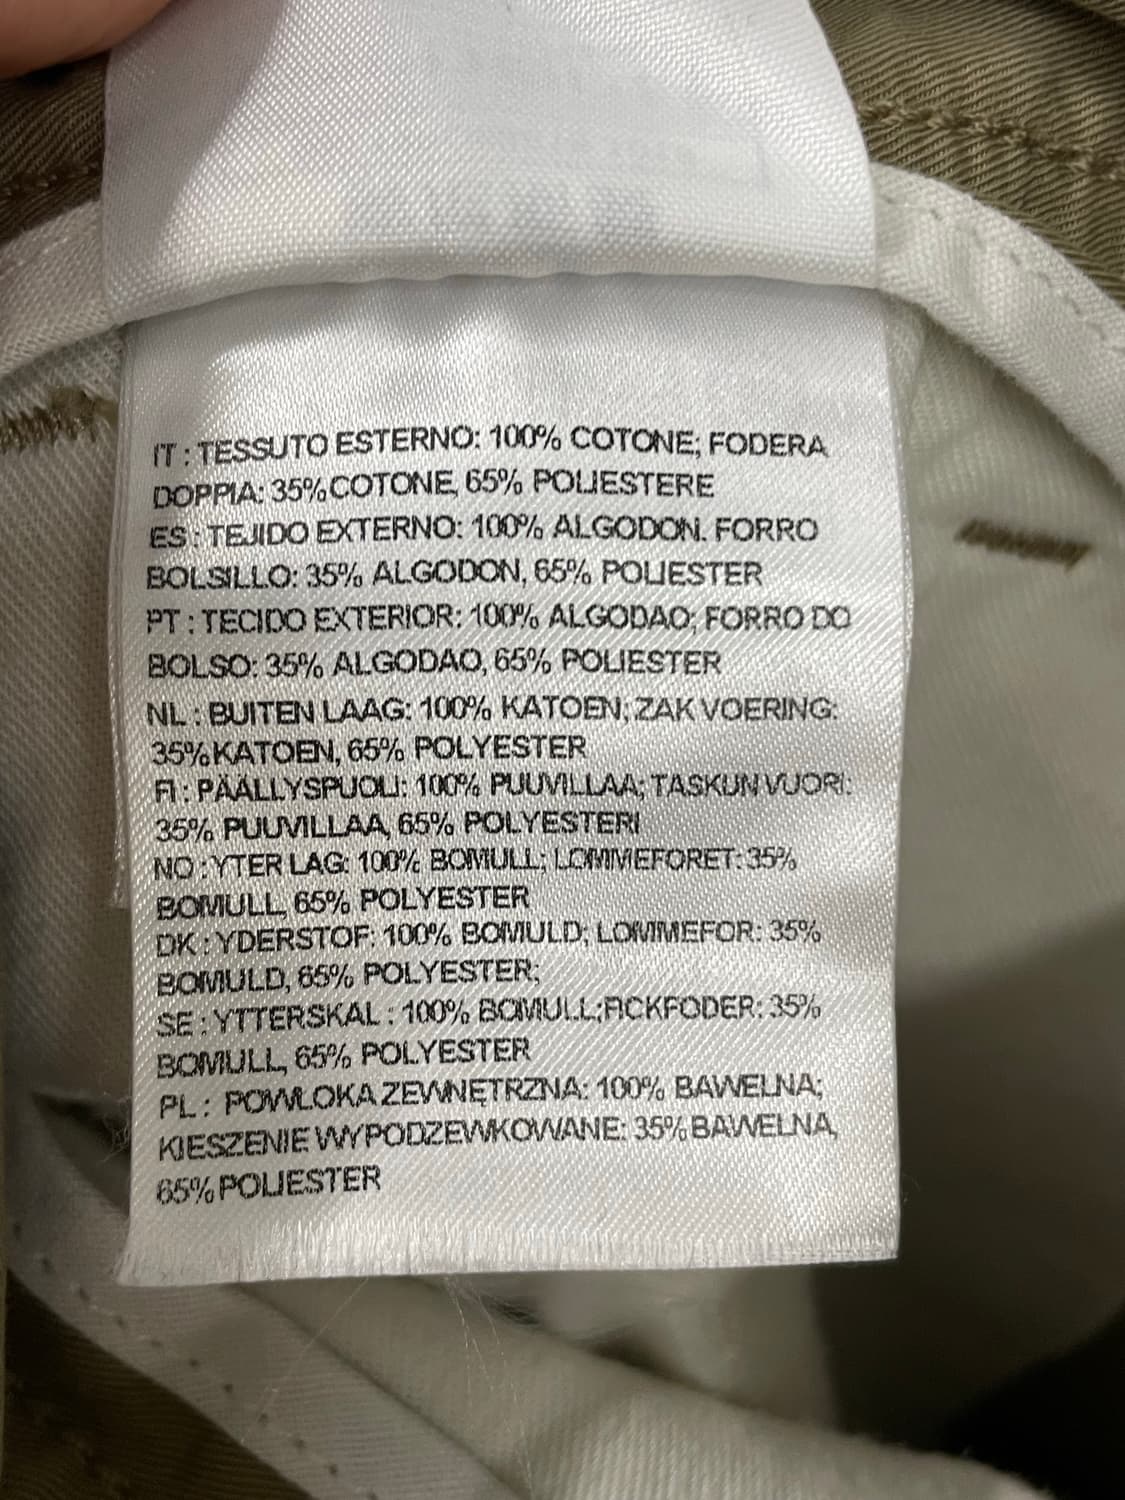 IT : TESSUTO ESTERNO: 100% COTONE; FODERA
DOPPIA: 35% COTONE, 65% POLIESTERE
ES : TEJIDO EXTERNO: 100% ALGODON. FORRO
BOLSILLO: 35% ALGODON, 65% POLIESTER
PT : TECIDO EXTERIOR: 100% ALGODAO; FORRO DO
BOLSO: 35% ALGODAO, 65% POLIESTER
NL : BUITEN LAAG: 100% KATOEN; ZAK VOERING:
35% KATOEN, 65% POLYESTER
FI : PÄÄLLYSPUOLI: 100% PUUVILLAA; TASKUN VUORI:
35% PUUVILLAA, 65% POLYESTERI
NO : YTER LAG: 100% BOMULL; LOMMEFORET: 35%
BOMULL, 65% POLYESTER
DK : YDERSTOF: 100% BOMULD; LOMMEFOR: 35%
BOMULD, 65% POLYESTER;
SE : YTTERSKAL : 100% BOMULL;FICKFODER: 35%
BOMULL, 65% POLYESTER
PL : POWLOKA ZEWNĘTRZNA: 100% BAWELNA;
KIESZENIE WYPODZEWKOWANE: 35% BAWELNA,
65% POLIESTER